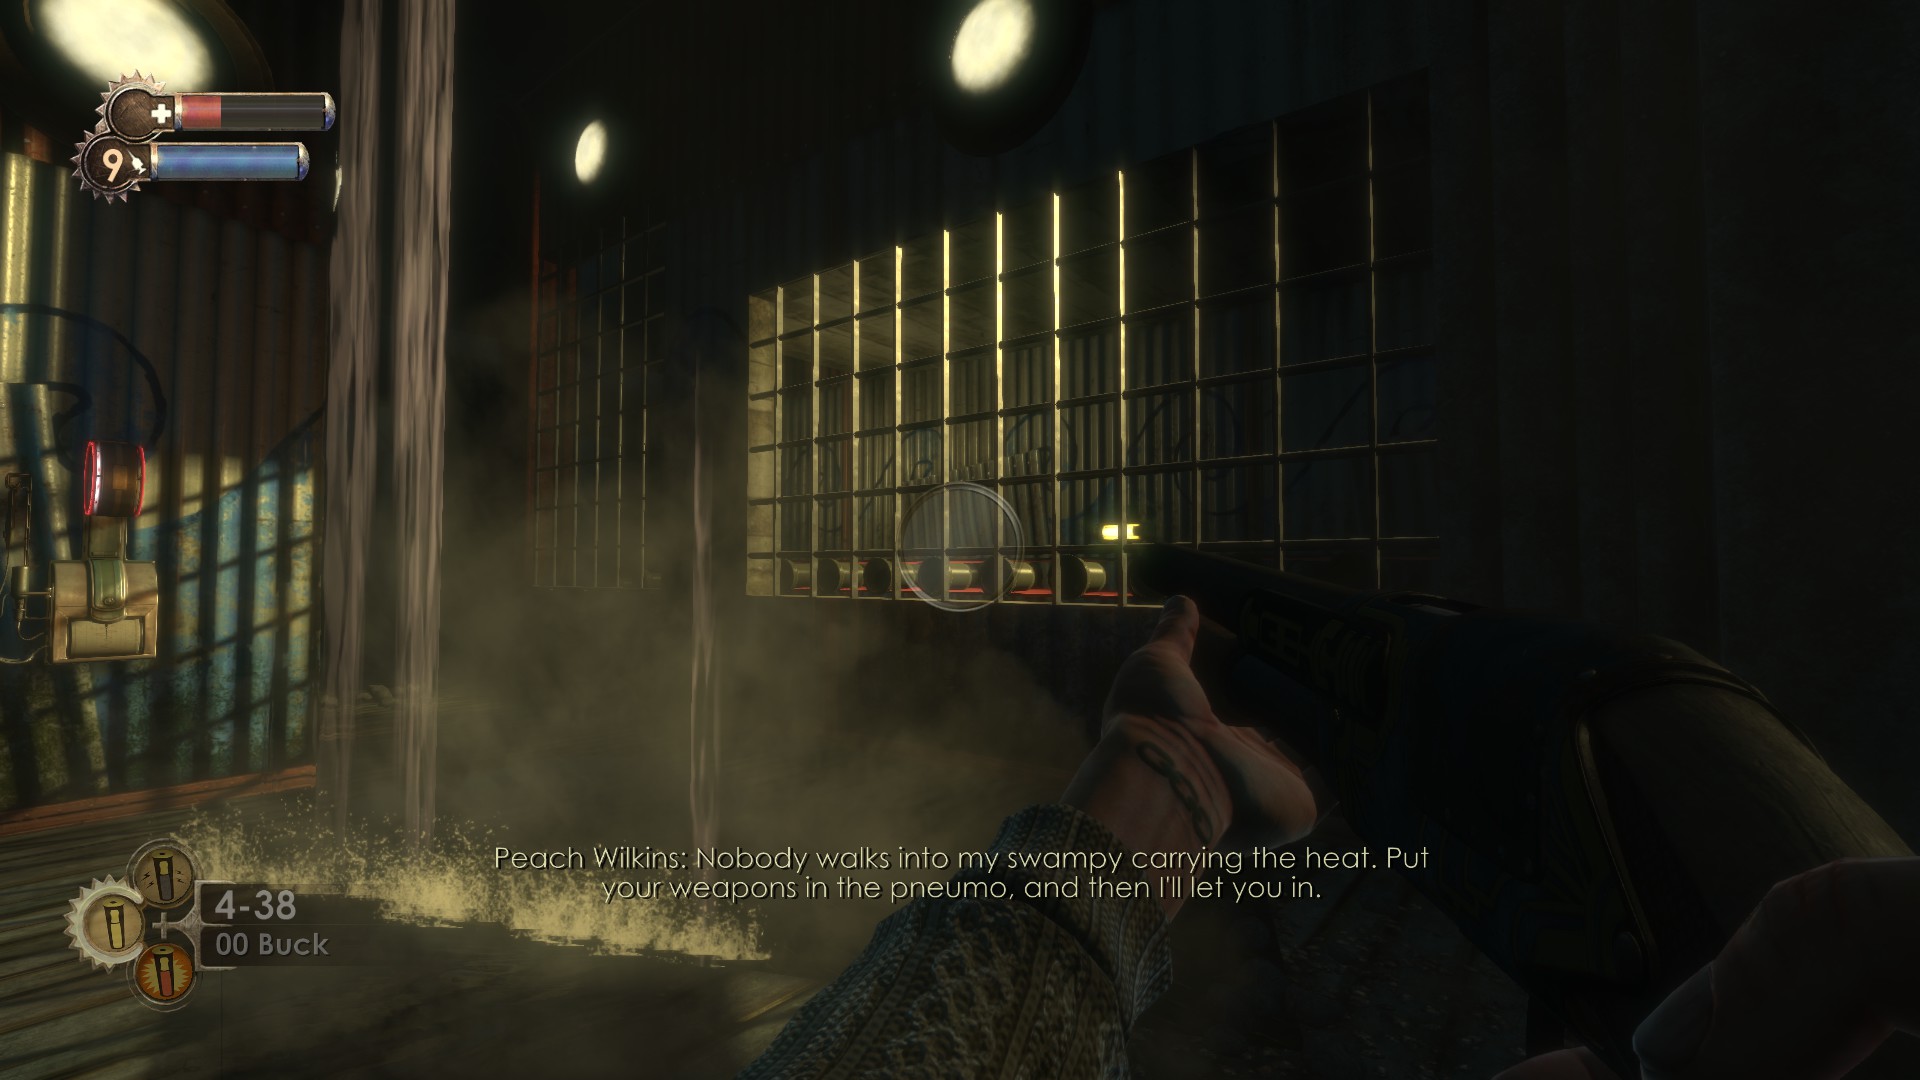 9
Peach Wilkins: Nobody walks into my swampy carrying the heat. Put
your weapons in the pneumo, and then I'll let you in.
4-38
00 Buck